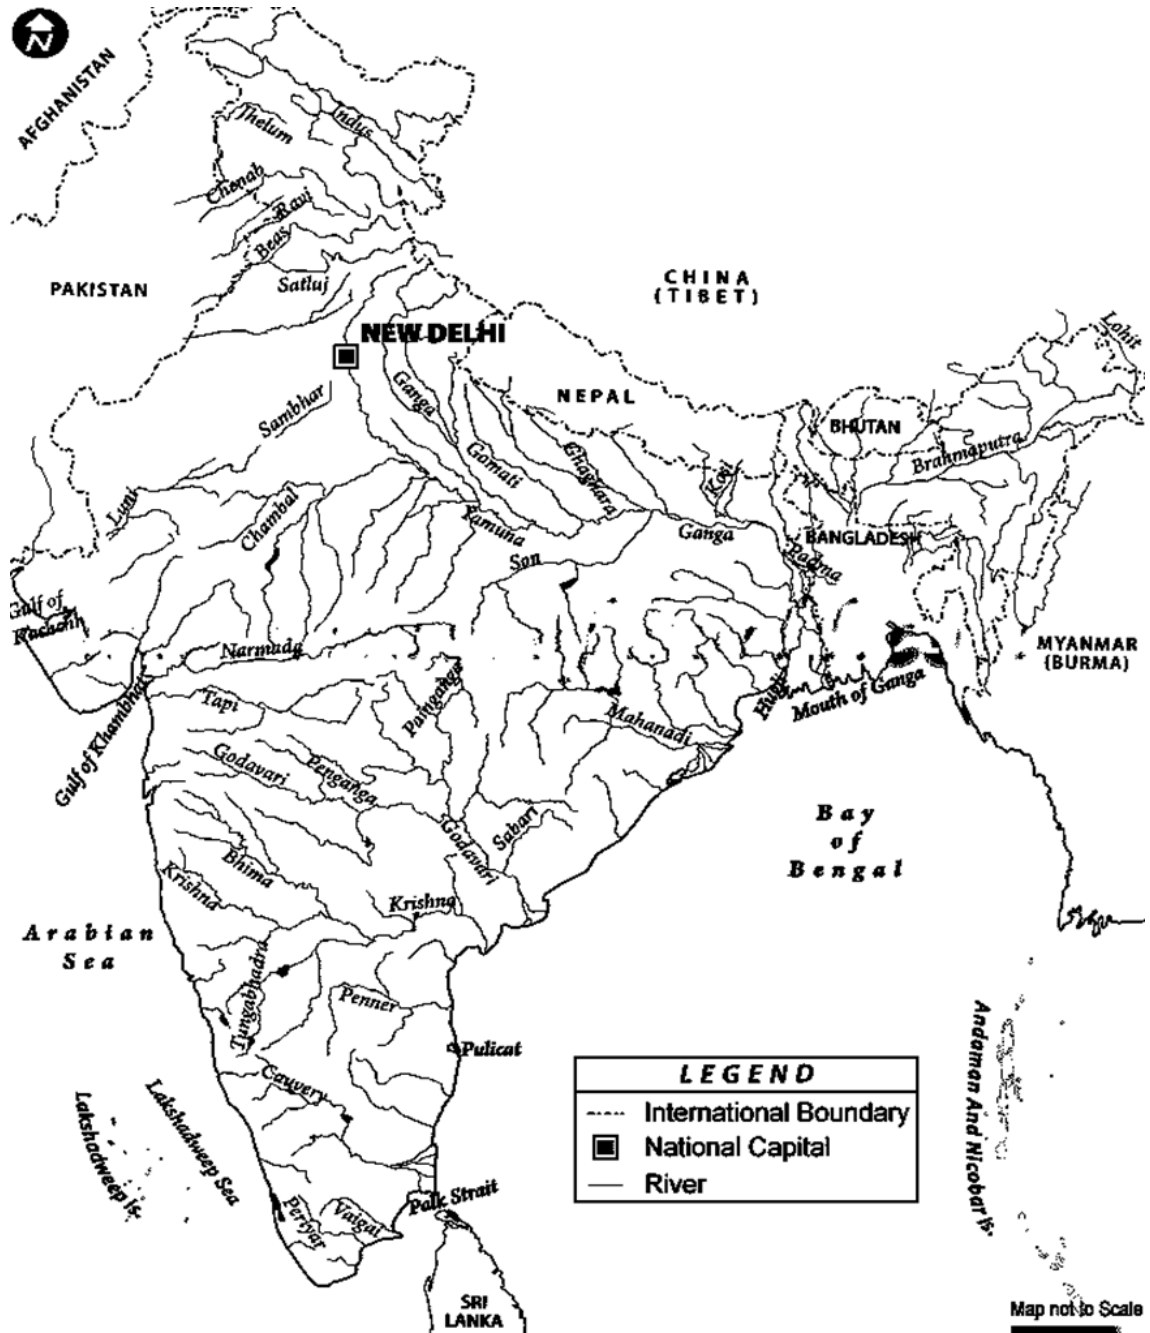 N
AFGHANISTAN
Indus
Jhelum
Chenab
Ravi
Beas
PAKISTAN
Satluj
CHINA
(TIBET)
NEW DELHI
Lohit
NEPAL
Ganga
Sambhar
BHUTAN
Brahmaputra
Gomati
Ghaghara
Kosi
Luni
Chambal
Yamuna
Ganga
BANGLADESH
Padma
Son
Gulf of
Kachchh
Narmada
MYANMAR
(BURMA)
Tapi
Painganga
Hugli
Mouth of Ganga
Mahanadi
Gulf of Khambhat
Godavari
Penganga
Godavari
Sabari
Bay
of
Bengal
Bhima
Krishna
Krishna
Arabian
Sea
Tungabhadra
Penner
Pulicat
Cauvery
Lakshadweep Is.
Lakshadweep Sea
Andaman And Nicobar Is.
LEGEND
International Boundary
National Capital
River
Palk Strait
Periyar
Vaigai
SRI
LANKA
Map not to Scale